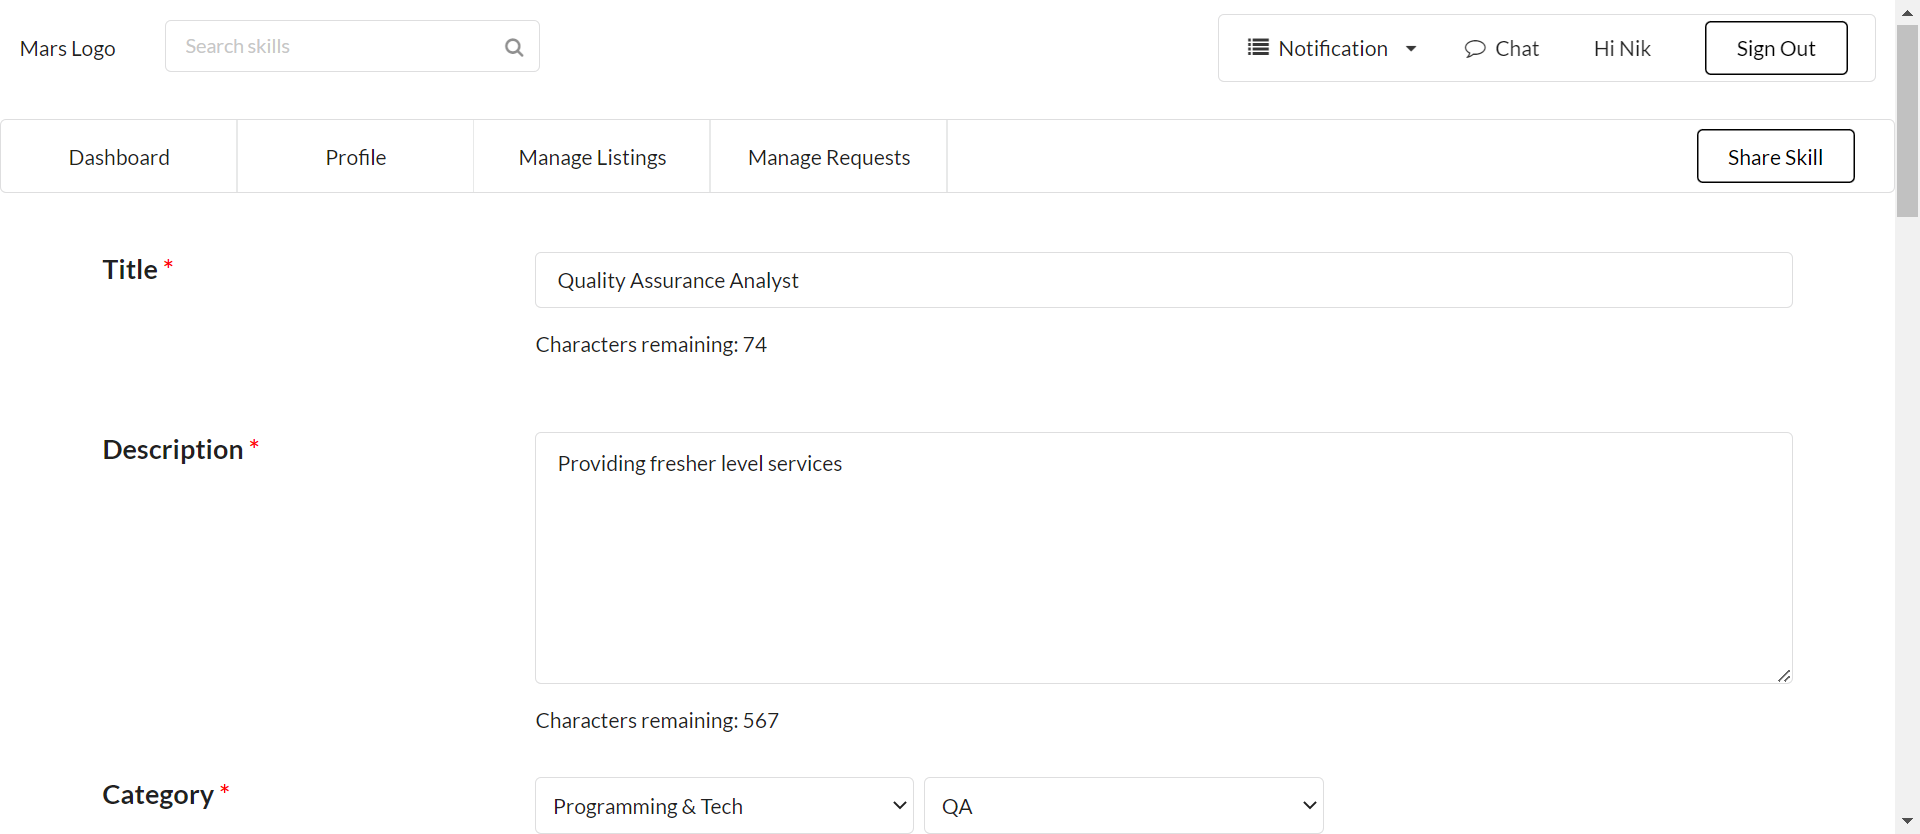 Mars Logo
Search skills
Notification
Chat
Hi Nik
Sign Out
Dashboard
Profile
Manage Listings
Manage Requests
Share Skill
Title *
Quality Assurance Analyst
Characters remaining: 74
Description *
Providing fresher level services
Characters remaining: 567
Category *
Programming & Tech
QA